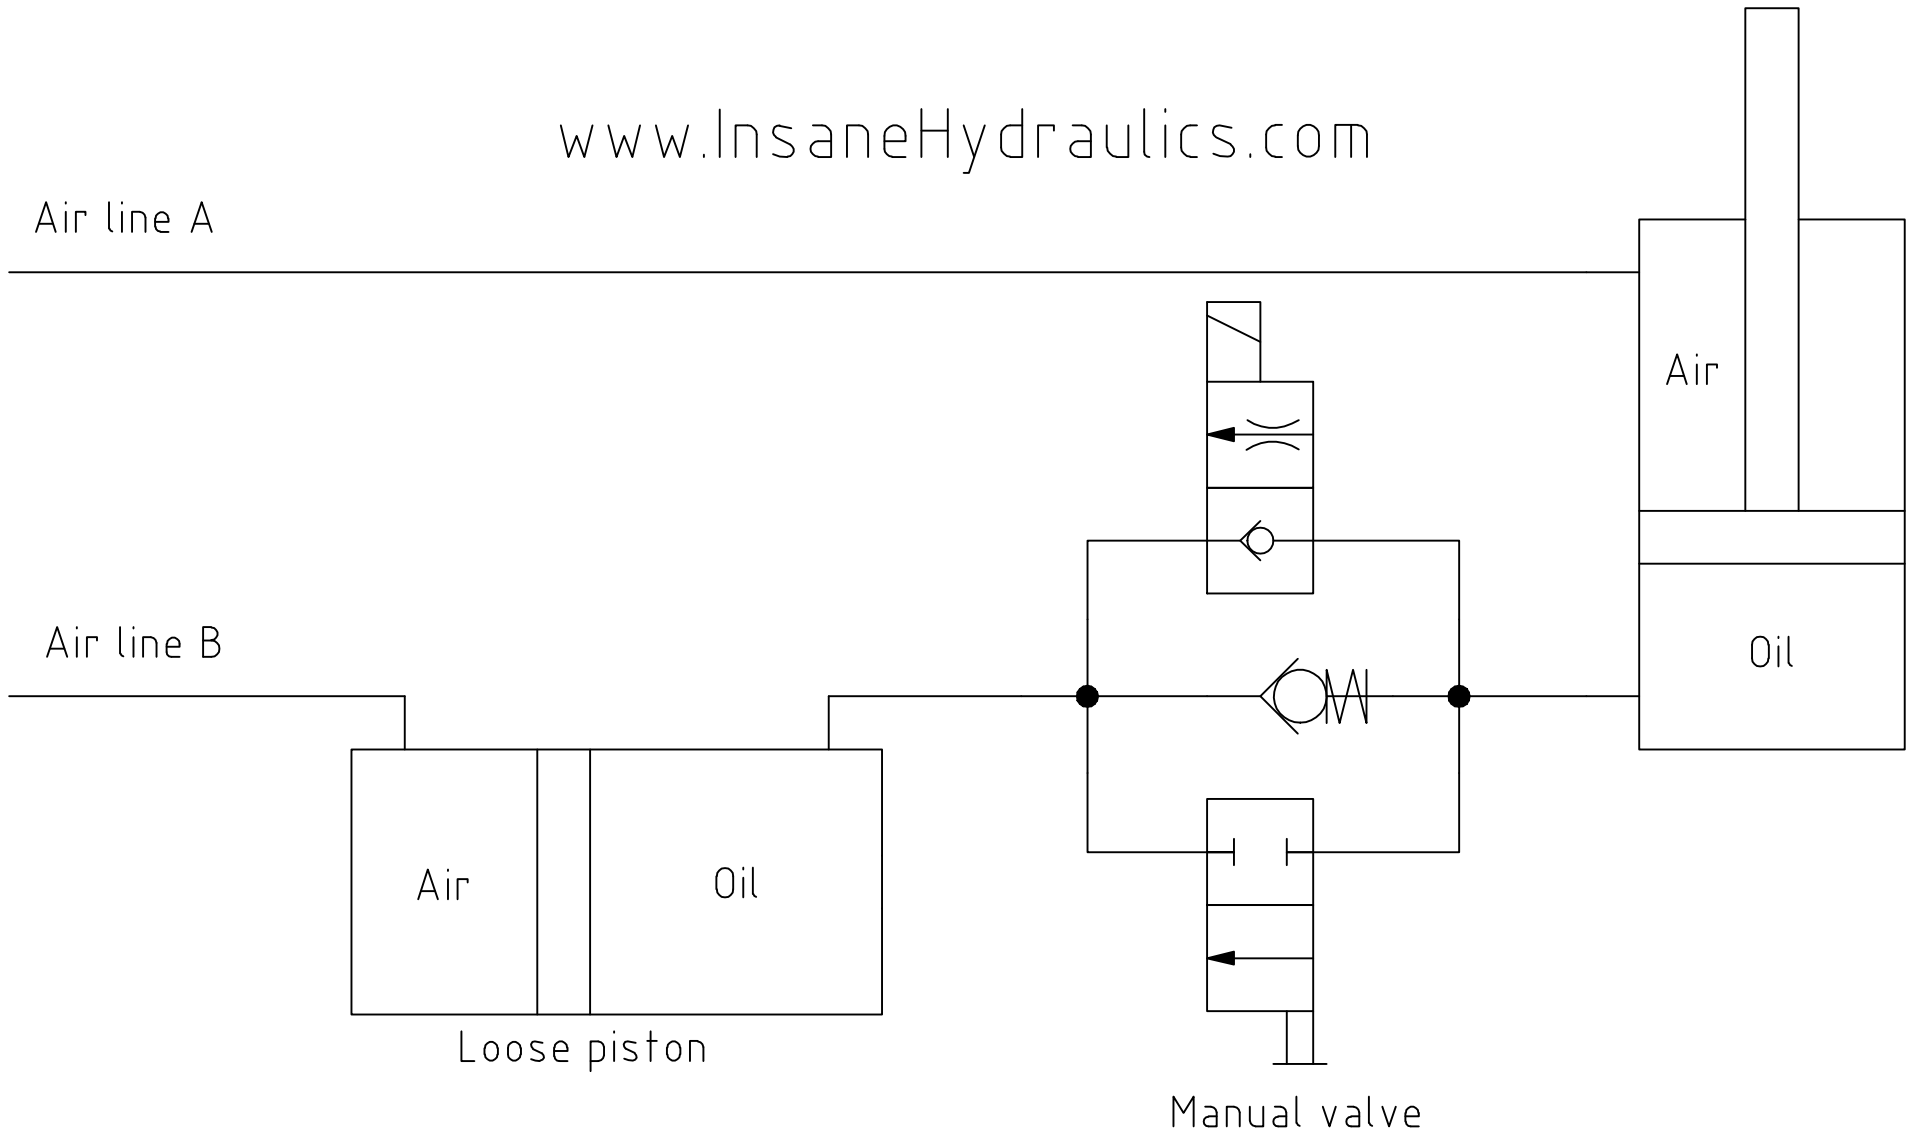 www.InsaneHydraulics.com
Air line A
Air
Air line B
Oil
Air
Oil
Loose piston
Manual valve